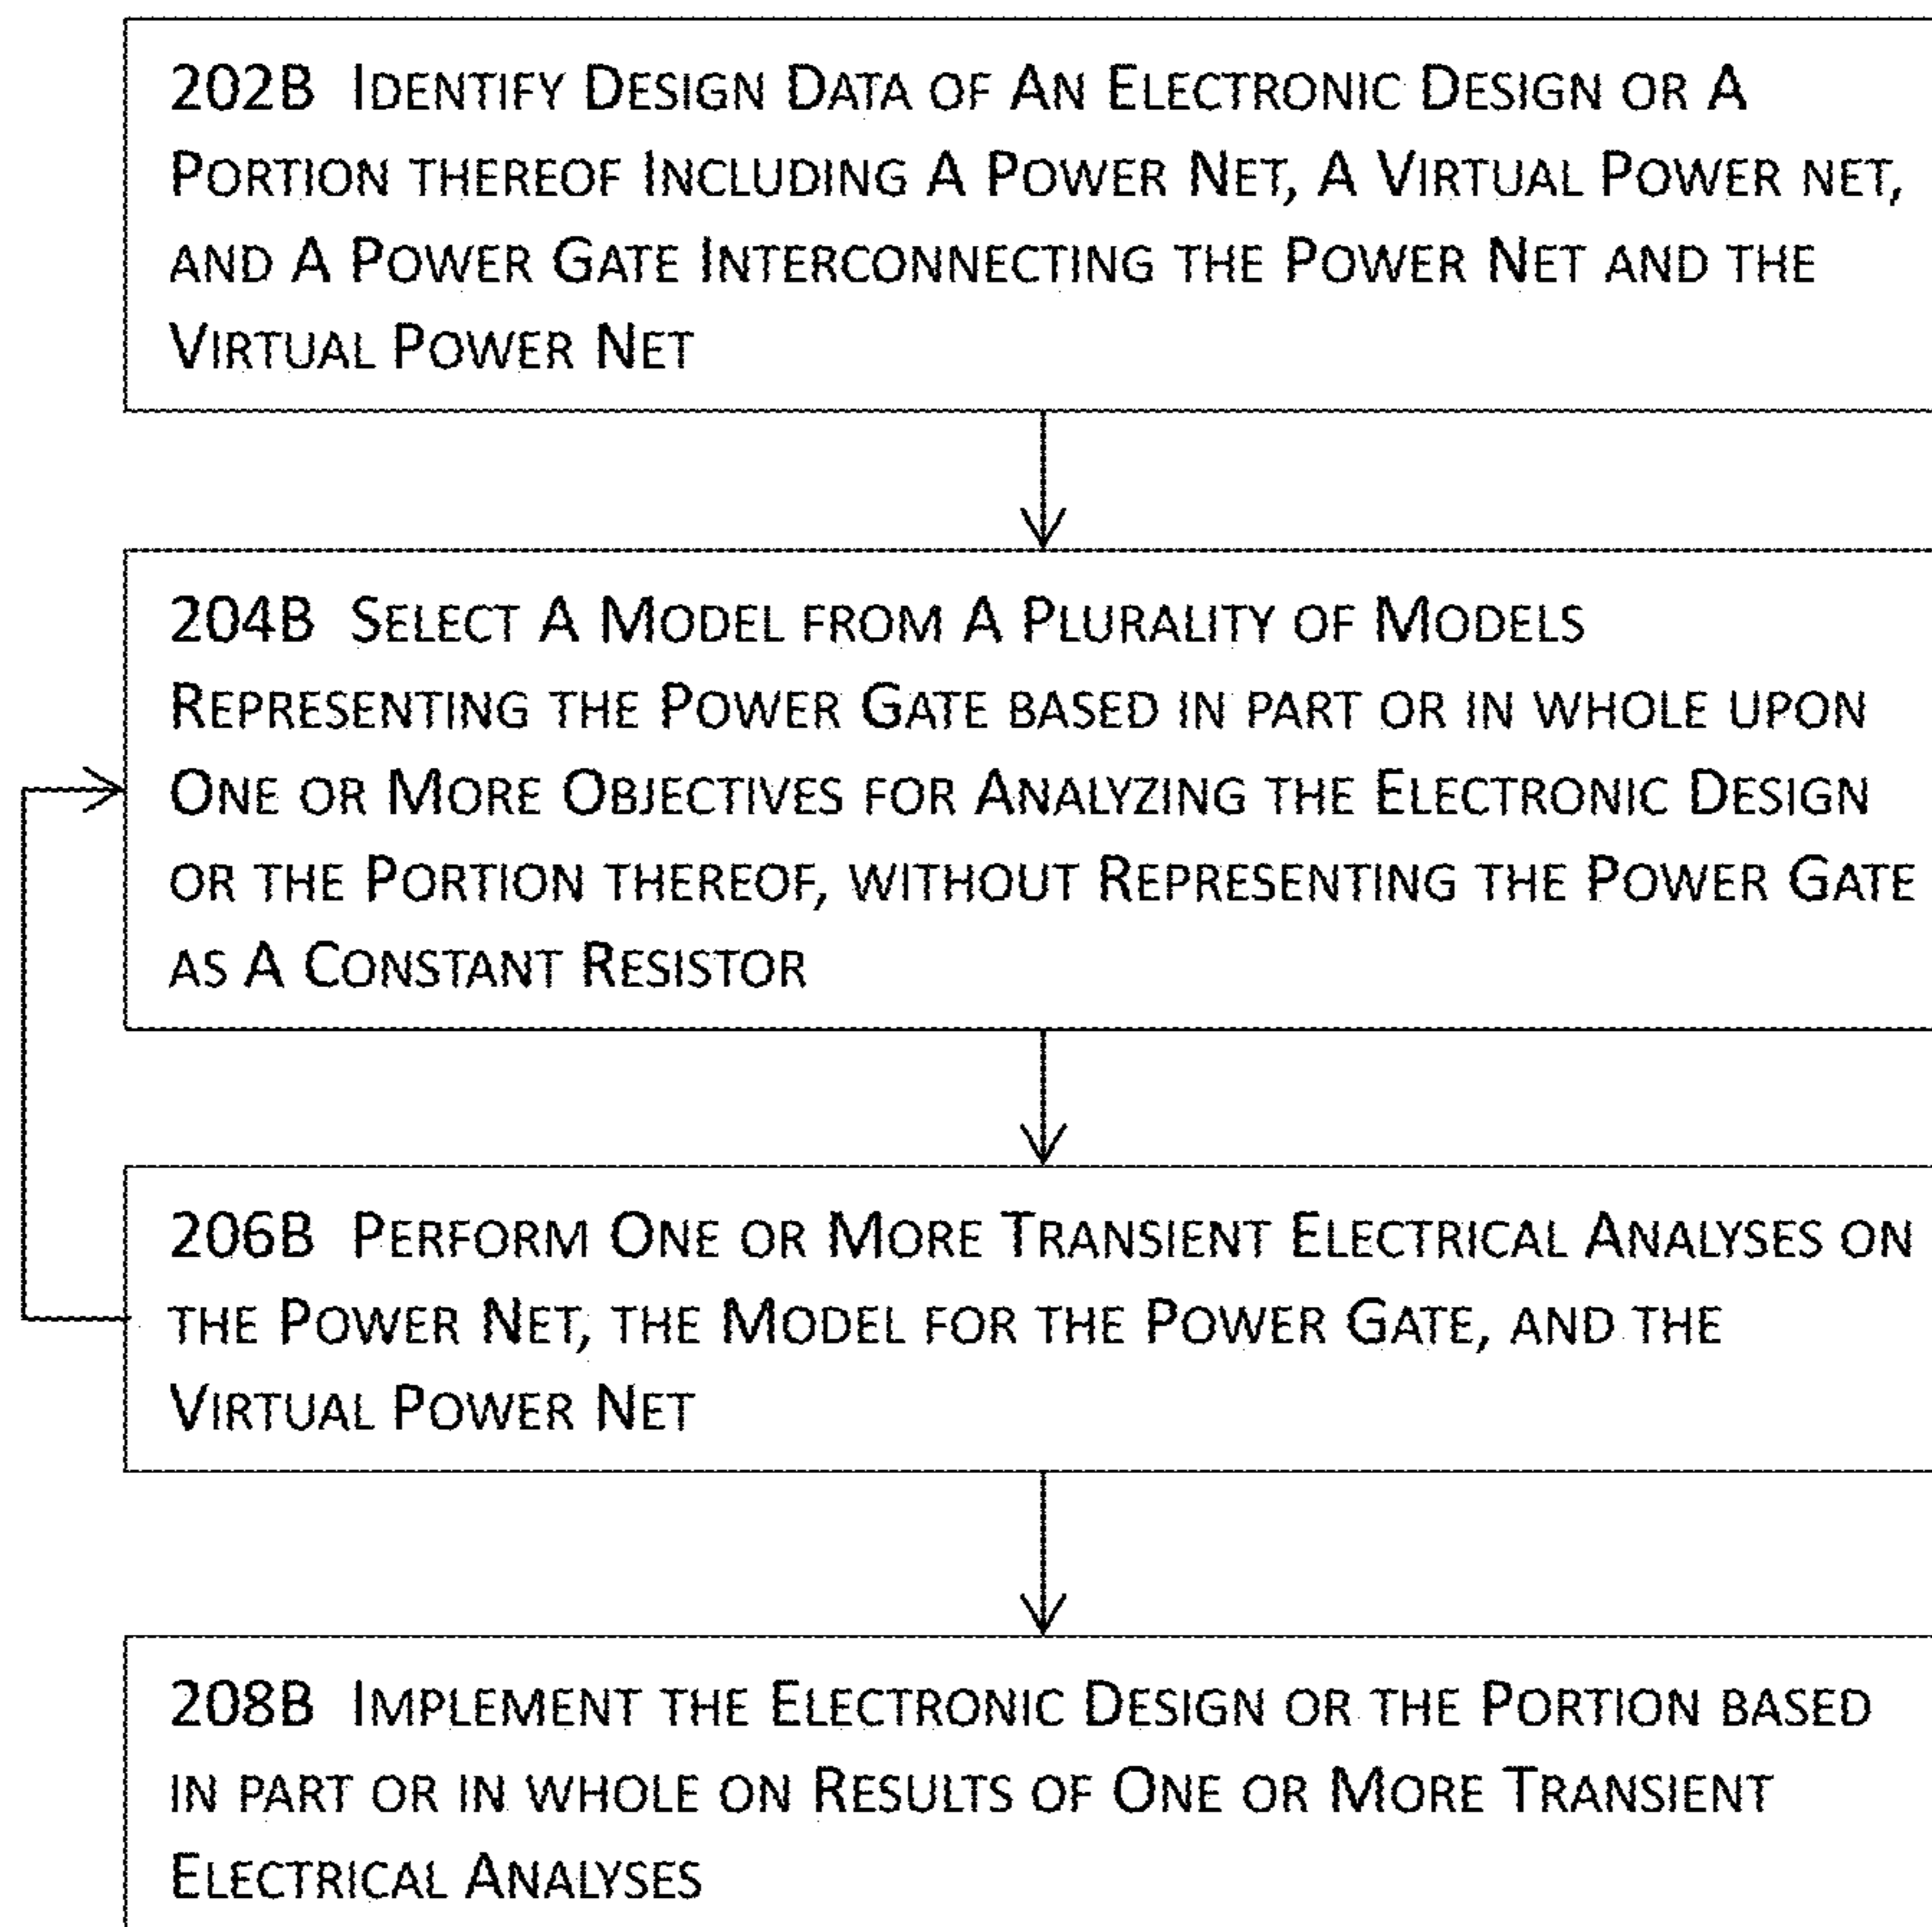 202B Identify Design Data of An Electronic Design or A
Portion thereof Including A Power Net, A Virtual Power net,
and A Power Gate Interconnecting the Power Net and the
Virtual Power Net
204B Select A Model from A Plurality of Models
Representing the Power Gate based in part or in whole upon
One or More Objectives for Analyzing the Electronic Design
or the Portion thereof, without Representing the Power Gate
as A Constant Resistor
206B Perform One or More Transient Electrical Analyses on
the Power Net, the Model for the Power Gate, and the
Virtual Power Net
208B Implement the Electronic Design or the Portion based
in part or in whole on Results of One or More Transient
Electrical Analyses